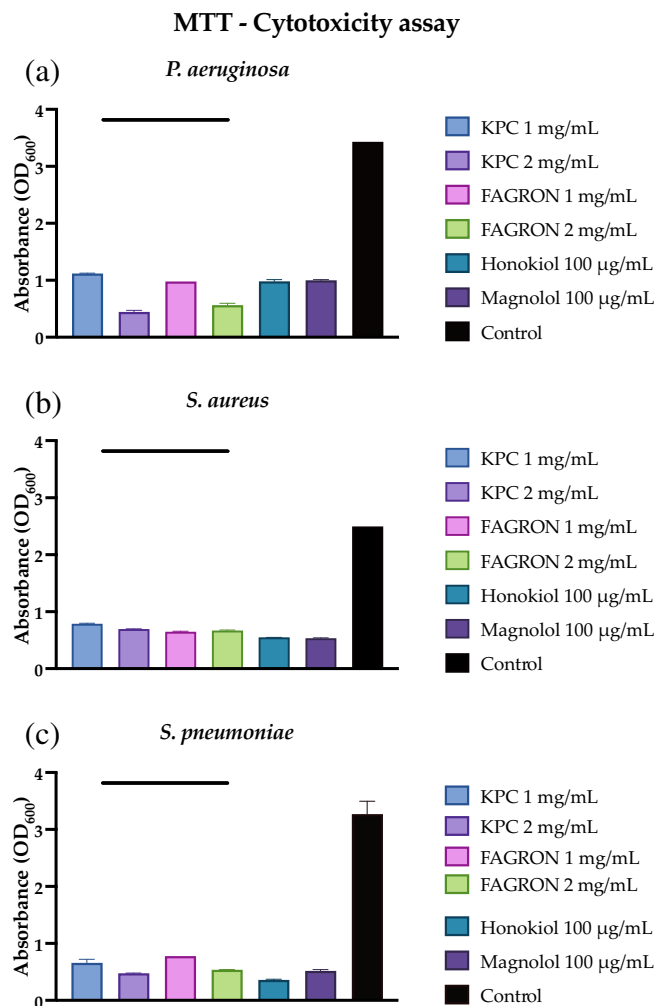 MTT - Cytotoxicity assay
(a)
P. aeruginosa
Absorbance (OD600)
4
3
2
1
0
KPC 1 mg/mL
KPC 2 mg/mL
FAGRON 1 mg/mL
FAGRON 2 mg/mL
Honokiol 100 µg/mL
Magnolol 100 µg/mL
Control
(b)
S. aureus
Absorbance (OD600)
4
3
2
1
0
KPC 1 mg/mL
KPC 2 mg/mL
FAGRON 1 mg/mL
FAGRON 2 mg/mL
Honokiol 100 µg/mL
Magnolol 100 µg/mL
Control
(c)
S. pneumoniae
Absorbance (OD600)
4
3
2
1
0
KPC 1 mg/mL
KPC 2 mg/mL
FAGRON 1 mg/mL
FAGRON 2 mg/mL
Honokiol 100 µg/mL
Magnolol 100 µg/mL
Control